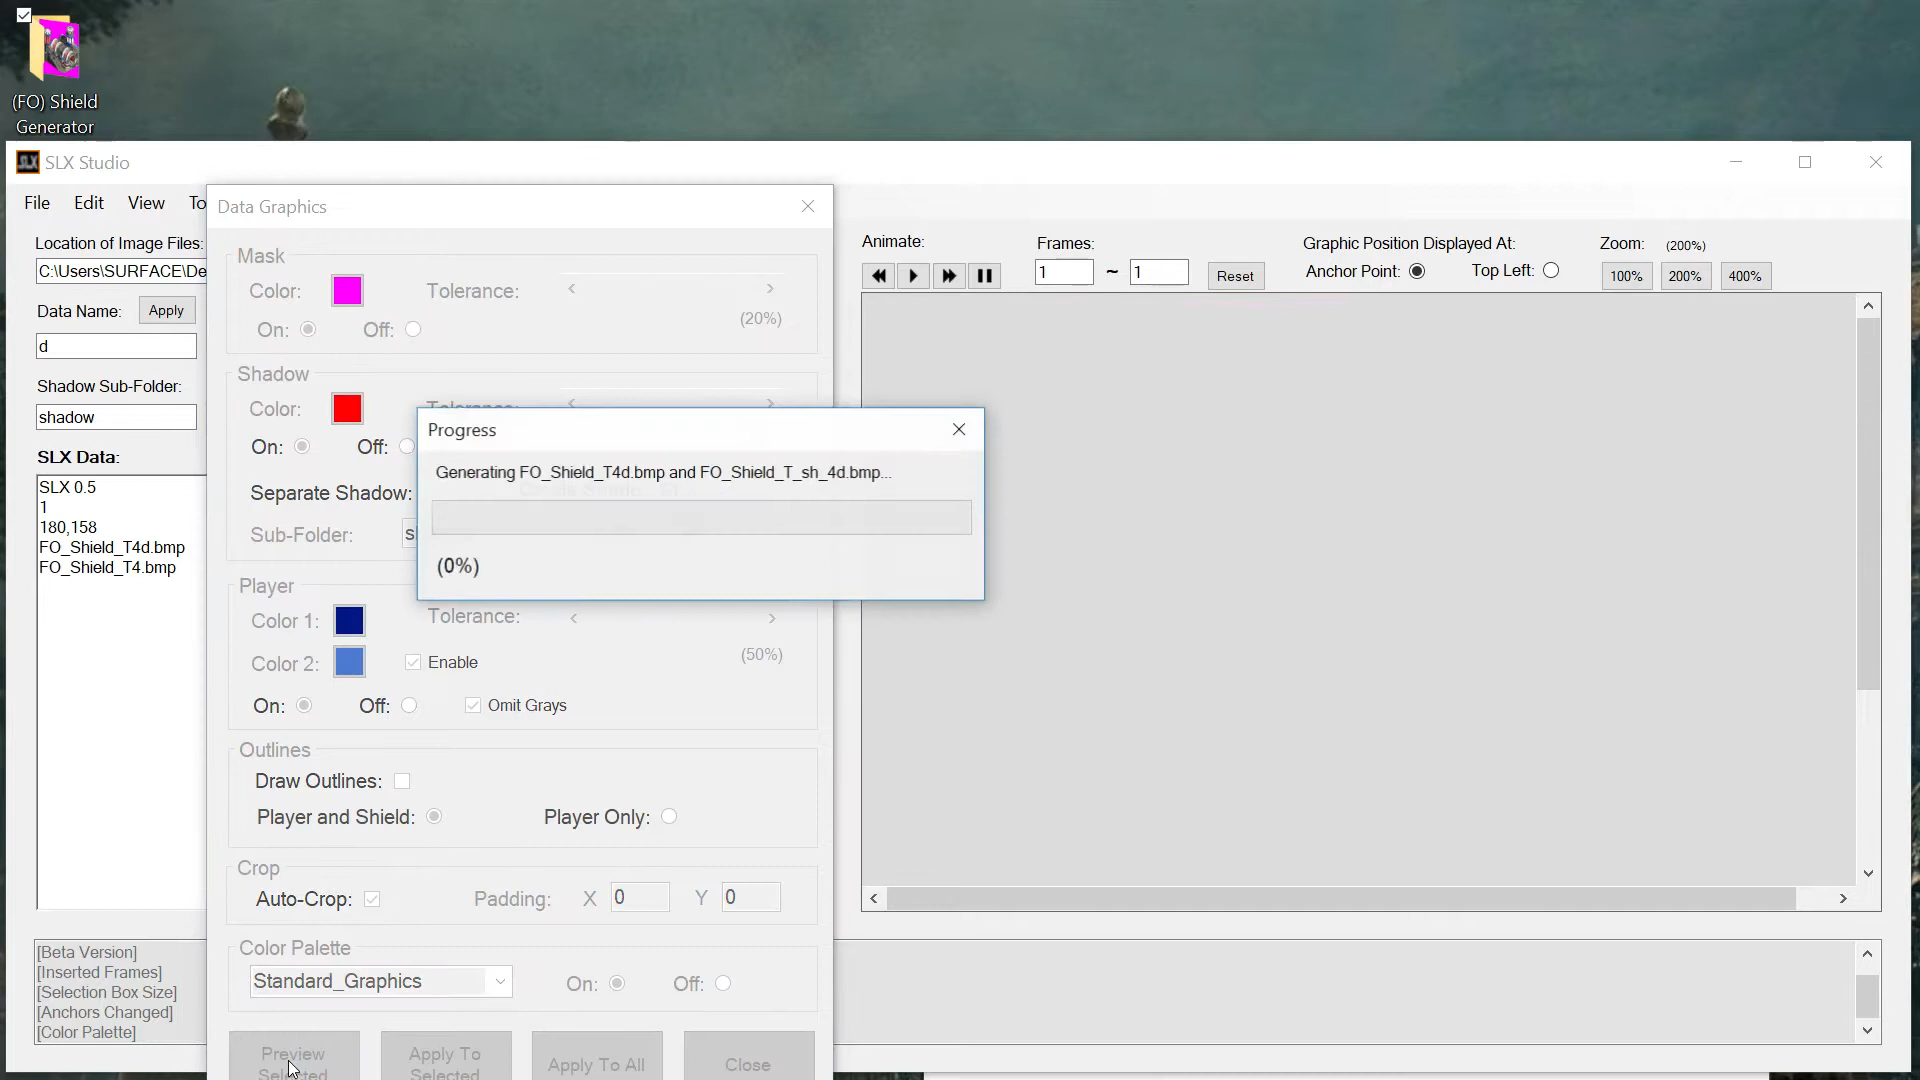 (FO) Shield
Generator
SLX Studio
File Edit View To
Location of Image Files:
C:\Users\SURFACE\De
Data Name: Apply
d
Shadow Sub-Folder:
shadow
SLX Data:
SLX 0.5
1
180,158
FO_Shield_T4d.bmp
FO_Shield_T4.bmp
[Beta Version]
[Inserted Frames]
[Selection Box Size]
[Anchors Changed]
[Color Palette]
Data Graphics
Mask
Color: Tolerance:
(20%)
On: Off:
Shadow
Color: Tolerance:
On: Off:
Separate Shadow:
Sub-Folder:
Progress
Generating FO_Shield_T4d.bmp and FO_Shield_T_sh_4d.bmp...
(0%)
Player
Color 1: Tolerance:
Color 2: Enable (50%)
On: Off: Omit Grays
Outlines
Draw Outlines:
Player and Shield: Player Only:
Crop
Auto-Crop: Padding: X 0 Y 0
Color Palette
Standard_Graphics On: Off:
Preview Selected
Apply To Selected
Apply To All
Close
Animate:
Frames:
1 ~ 1 Reset
Graphic Position Displayed At:
Anchor Point: Top Left:
Zoom: (200%)
100% 200% 400%